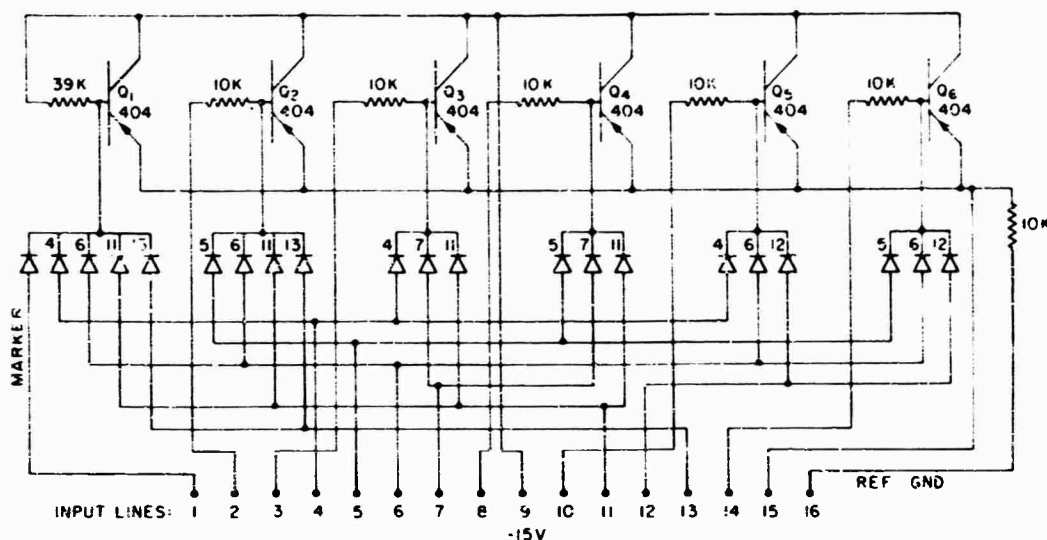 39K Q1 404
10K Q2 404
10K Q3 404
10K Q4 404
10K Q5 404
10K Q6 404
10K
4 6 11
5 6 11 13
4 7 11
5 7 11
4 6 12
5 6 12
MARKER
REF GND
INPUT LINES: 1 2 3 4 5 6 7 8 9 10 11 12 13 14 15 16
-15V